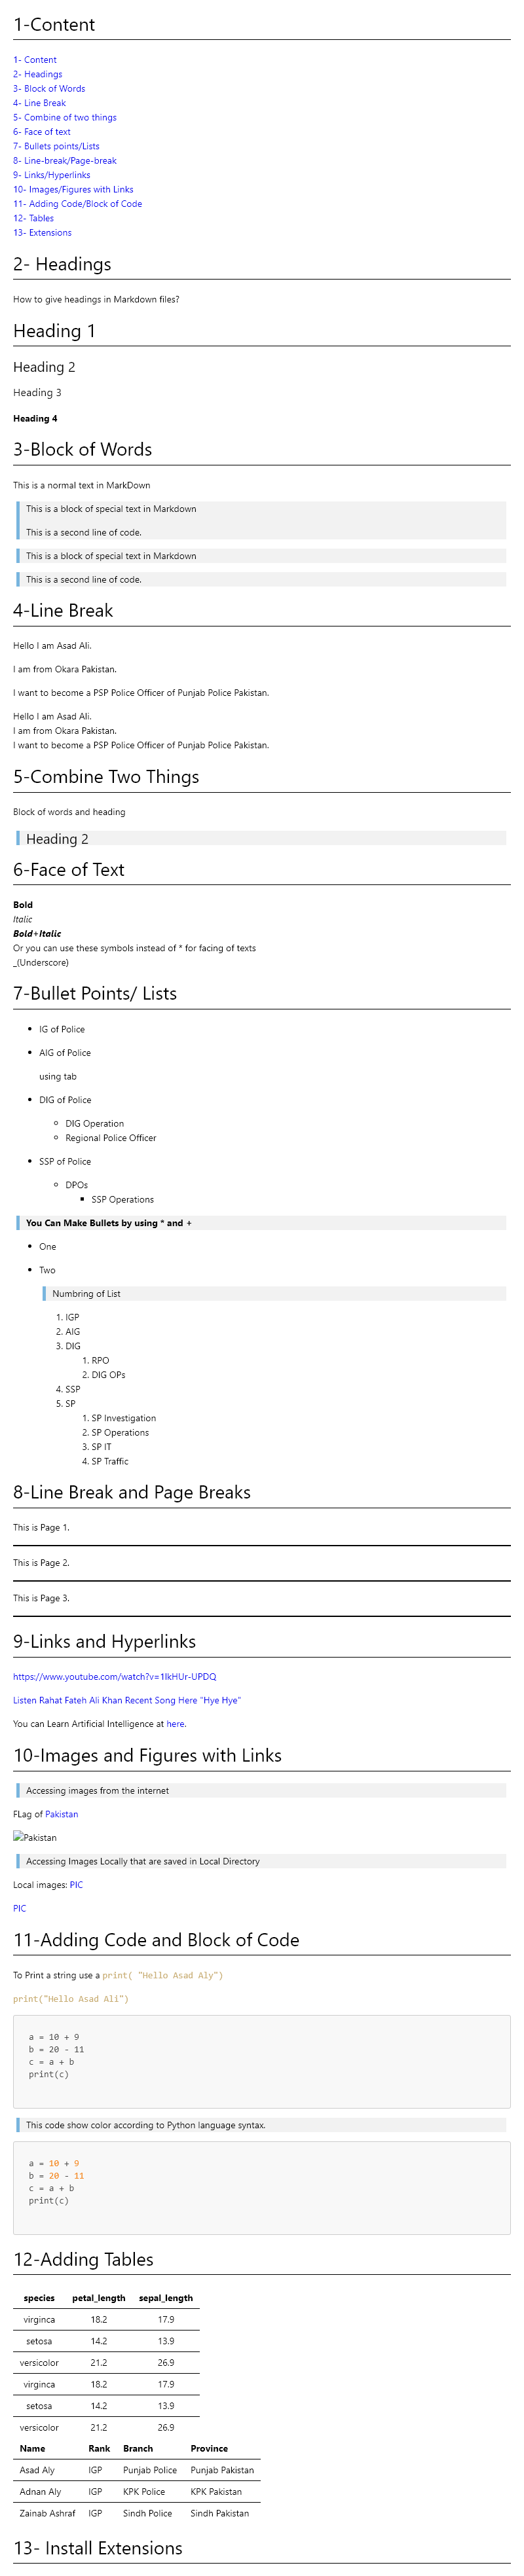 1-Content
1- Content
2- Headings
3- Block of Words
4- Line Break
5- Combine of two things
6- Face of text
7- Bullets points/Lists
8- Line-break/Page-break
9- Links/Hyperlinks
10- Images/Figures with Links
11- Adding Code/Block of Code
12- Tables
13- Extensions
2- Headings
How to give headings in Markdown files?
Heading 1
Heading 2
Heading 3
Heading 4
3-Block of Words
This is a normal text in MarkDown
This is a block of special text in Markdown
This is a second line of code.
This is a block of special text in Markdown
This is a second line of code.
4-Line Break
Hello I am Asad Ali.
I am from Okara Pakistan.
I want to become a PSP Police Officer of Punjab Police Pakistan.
Hello I am Asad Ali.
I am from Okara Pakistan.
I want to become a PSP Police Officer of Punjab Police Pakistan.
5-Combine Two Things
Block of words and heading
Heading 2
6-Face of Text
Bold
Italic
Bold+Italic
Or you can use these symbols instead of * for facing of texts
_(Underscore)
7-Bullet Points/ Lists
• IG of Police
• AIG of Police
using tab
• DIG of Police
◦ DIG Operation
◦ Regional Police Officer
• SSP of Police
◦ DPOs
▪ SSP Operations
You Can Make Bullets by using * and +
• One
• Two
Numbring of List
1. IGP
2. AIG
3. DIG
1. RPO
2. DIG OPs
4. SSP
5. SP
1. SP Investigation
2. SP Operations
3. SP IT
4. SP Traffic
8-Line Break and Page Breaks
This is Page 1.
This is Page 2.
This is Page 3.
9-Links and Hyperlinks
https://www.youtube.com/watch?v=1lkHUr-UPDQ
Listen Rahat Fateh Ali Khan Recent Song Here "Hye Hye"
You can Learn Artificial Intelligence at here.
10-Images and Figures with Links
Accessing images from the internet
FLag of Pakistan
Pakistan
Accessing Images Locally that are saved in Local Directory
Local images: PIC
PIC
11-Adding Code and Block of Code
To Print a string use a print( "Hello Asad Aly")
print("Hello Asad Ali")
a = 10 + 9
b = 20 - 11
c = a + b
print(c)
This code show color according to Python language syntax.
a = 10 + 9
b = 20 - 11
c = a + b
print(c)
12-Adding Tables
species petal_length sepal_length
virginca 18.2 17.9
setosa 14.2 13.9
versicolor 21.2 26.9
virginca 18.2 17.9
setosa 14.2 13.9
versicolor 21.2 26.9
Name Rank Branch Province
Asad Aly IGP Punjab Police Punjab Pakistan
Adnan Aly IGP KPK Police KPK Pakistan
Zainab Ashraf IGP Sindh Police Sindh Pakistan
13- Install Extensions